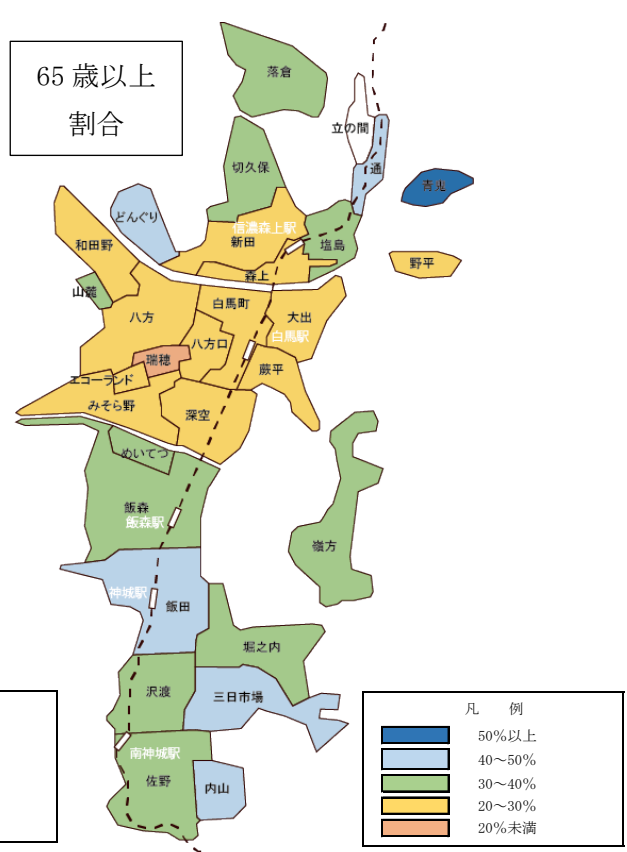 65 歳以上
割合
落倉
立の間
通
切久保
青鬼
どんぐり
信濃森上駅
和田野
新田
塩島
野平
森上
山麓
白馬町
八方
大出
八方口
白馬駅
瑞穂
蕨平
エコーランド
みそら野
深空
めいてつ
飯森
飯森駅
嶺方
神城駅
飯田
堀之内
沢渡
三日市場
南神城駅
佐野
内山
凡 例
50%以上
40～50%
30～40%
20～30%
20%未満